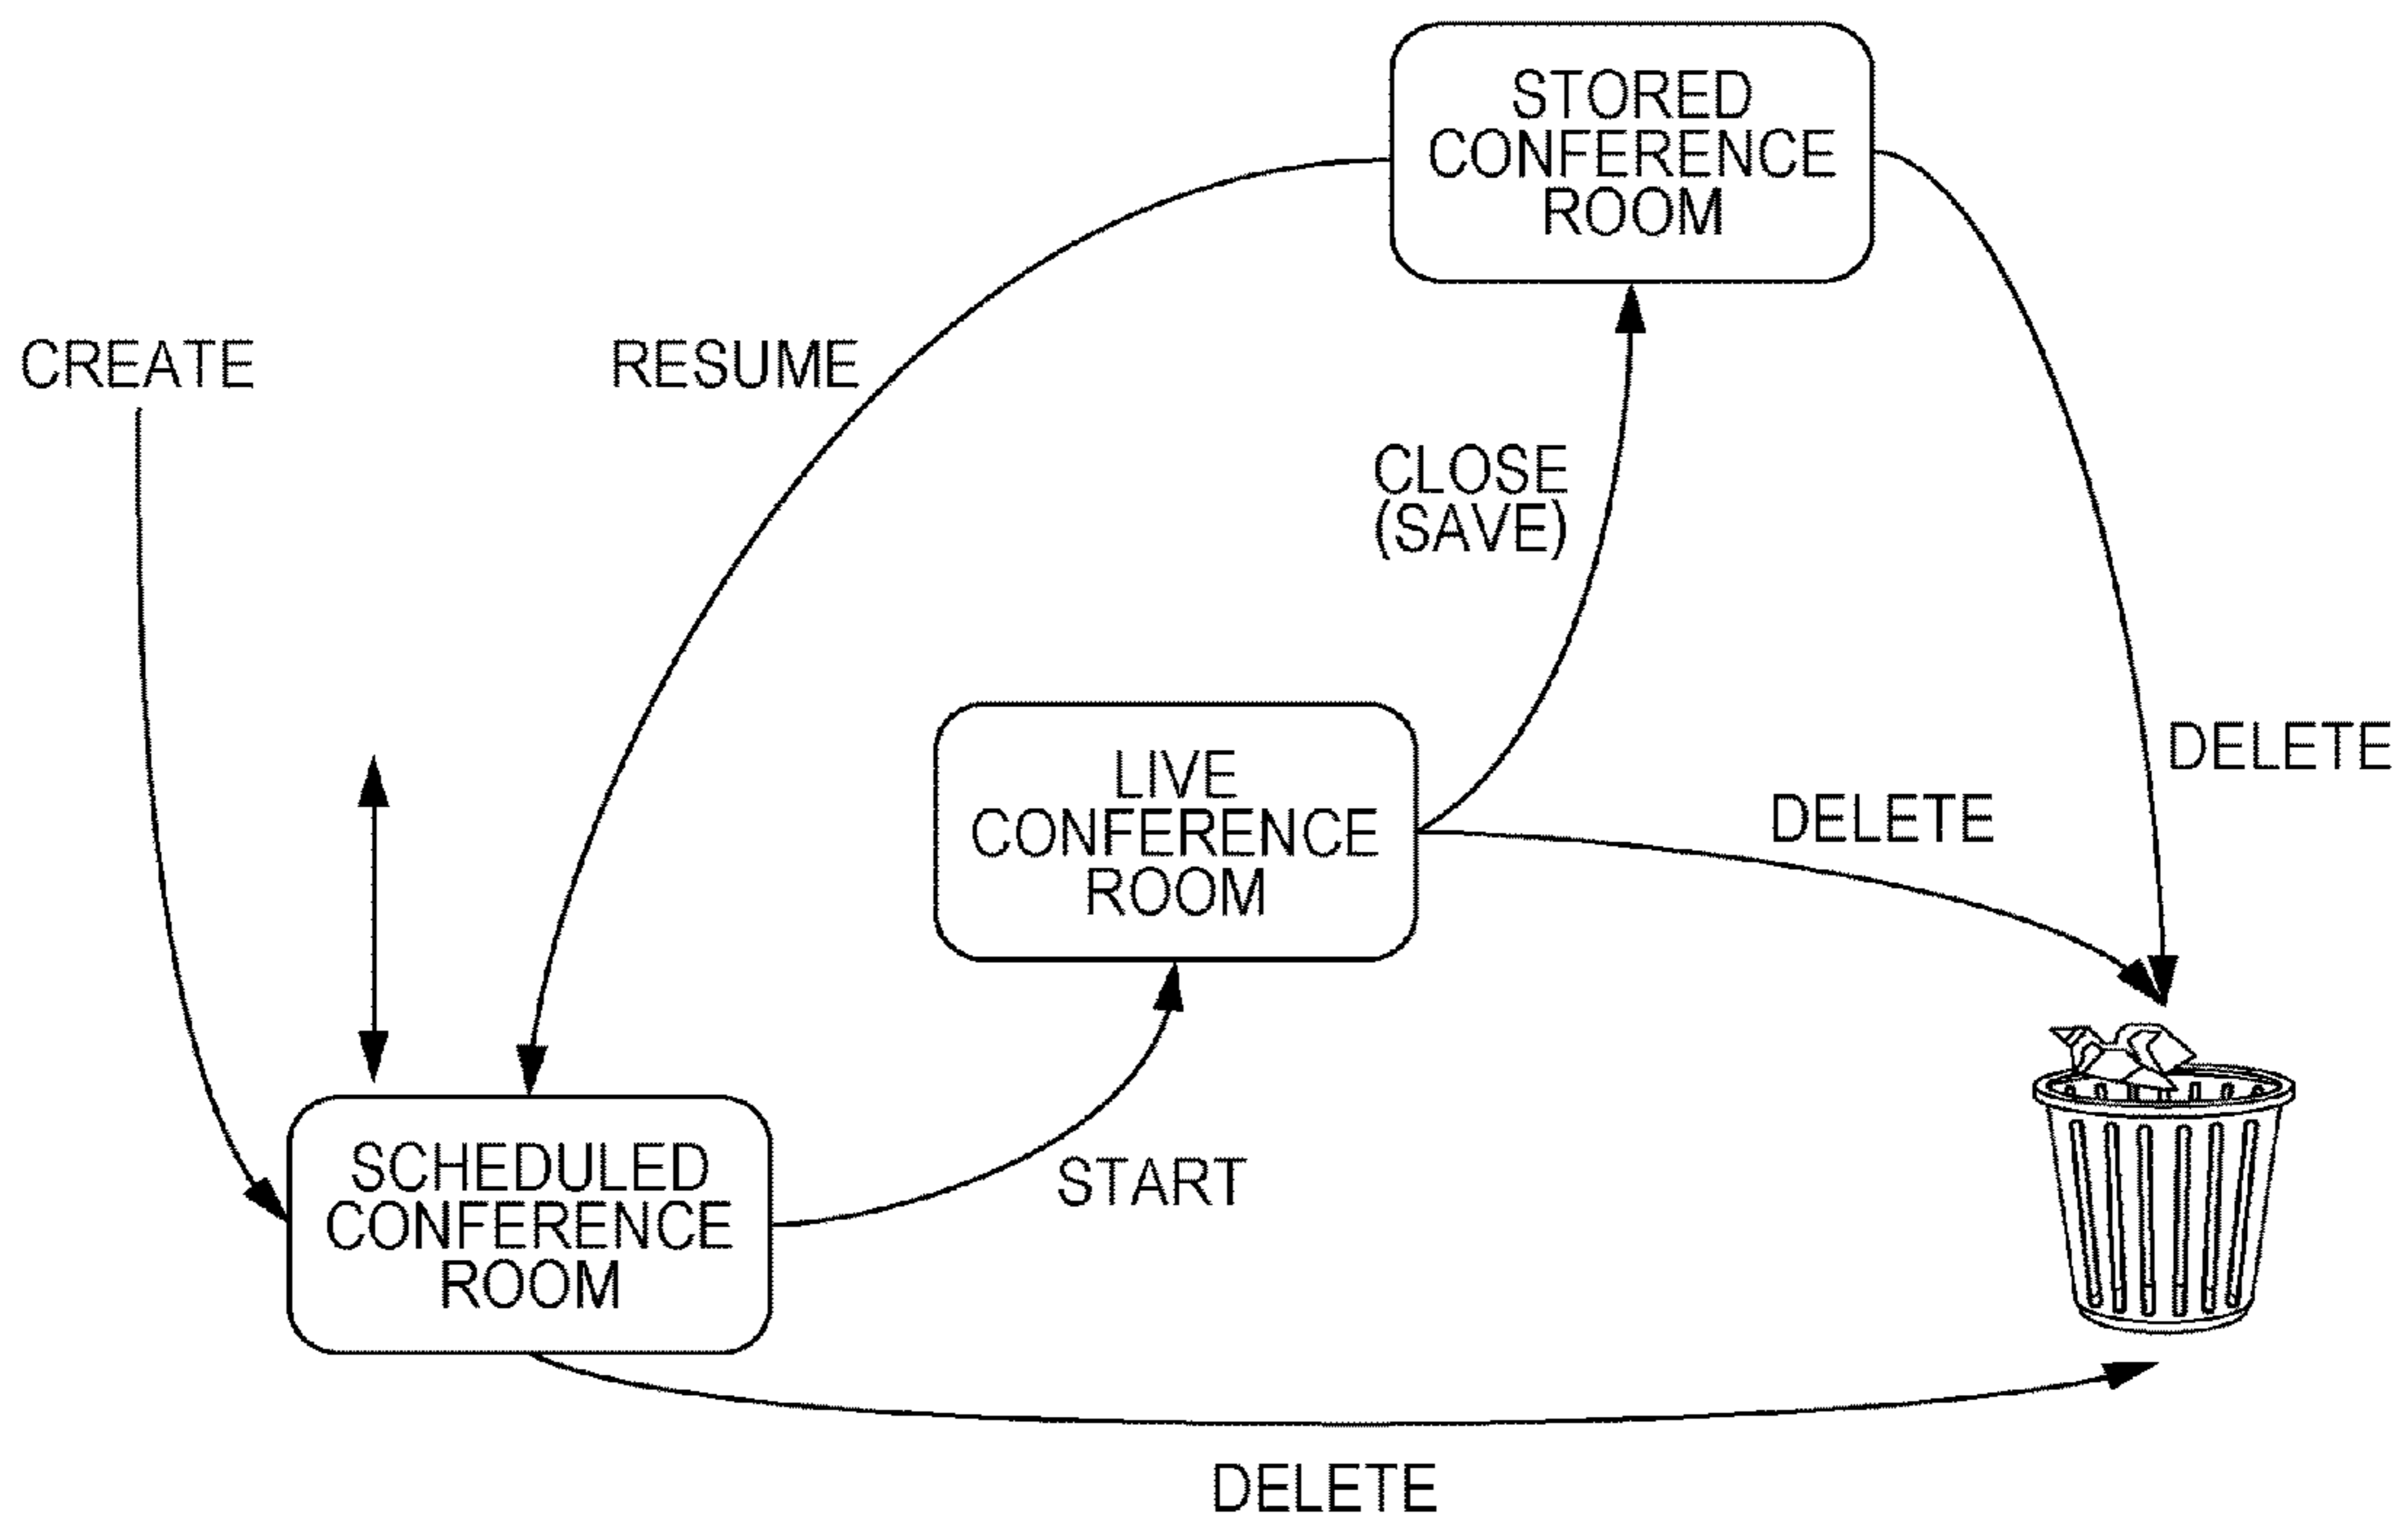 STORED
CONFERENCE
ROOM
CREATE
RESUME
CLOSE
(SAVE)
LIVE
CONFERENCE
ROOM
DELETE
DELETE
SCHEDULED
CONFERENCE
ROOM
START
DELETE